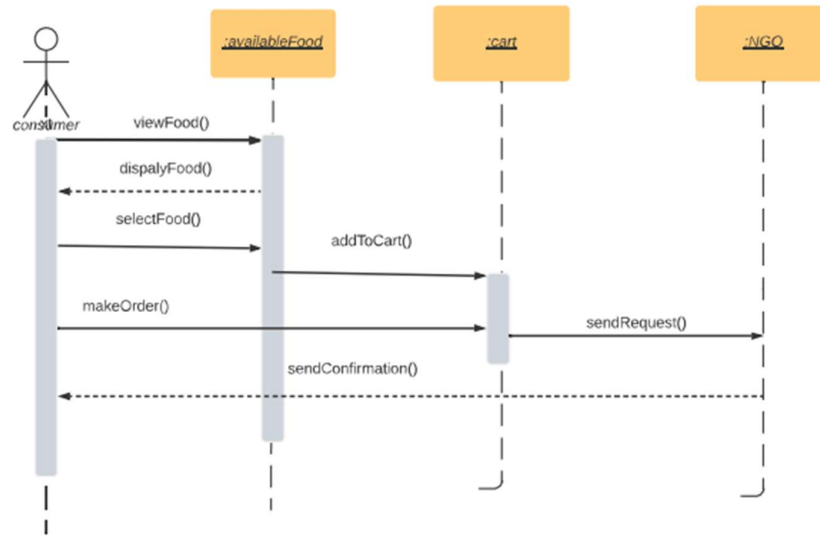 :availableFood
:cart
:NGO
consumer
viewFood()
dispalyFood()
selectFood()
addToCart()
makeOrder()
sendRequest()
sendConfirmation()